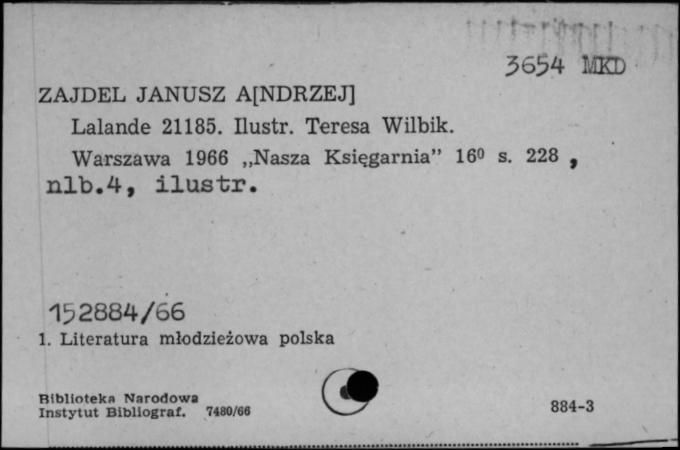 3654 MKD
ZAJDEL JANUSZ A[NDRZEJ]
Lalande 21185. Ilustr. Teresa Wilbik.
Warszawa 1966 „Nasza Księgarnia” 16⁰ s. 228 ,
nlb.4, ilustr.
152884/66
1. Literatura młodzieżowa polska
Biblioteka Narodowa
Instytut Bibliograf. 7480/66
884-3